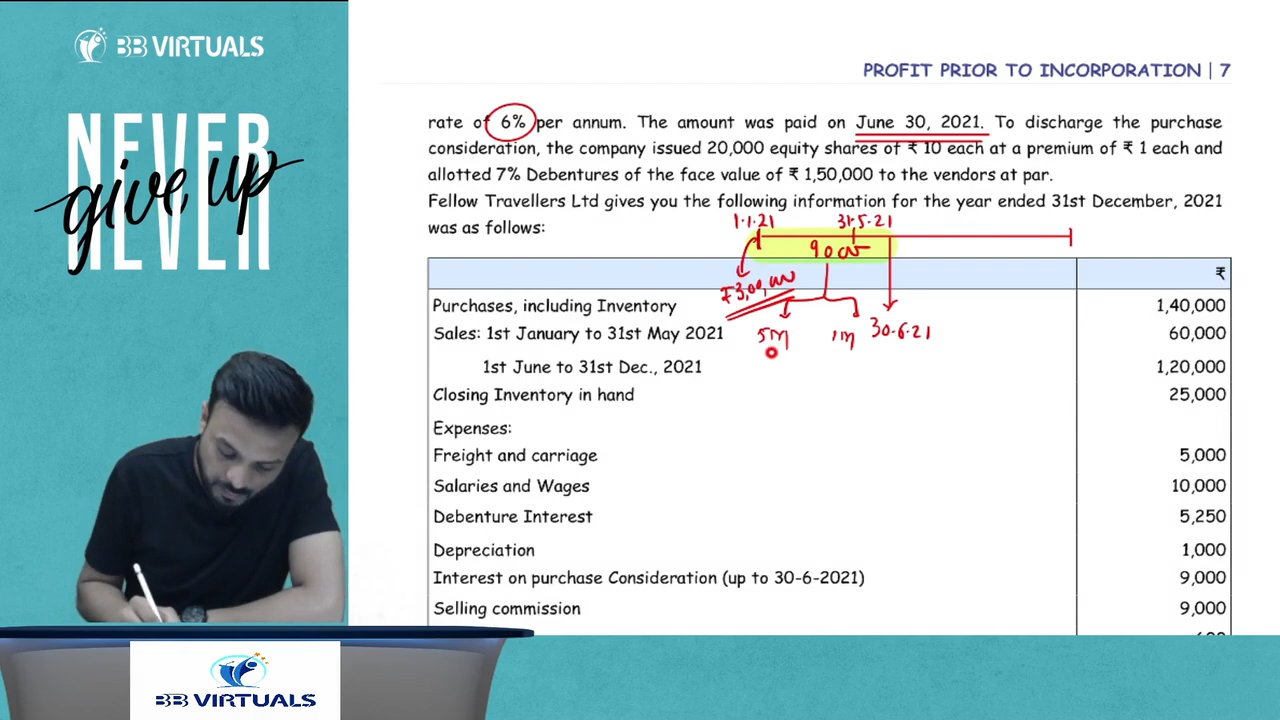 BB VIRTUALS
NEVER
give up
NEVER
PROFIT PRIOR TO INCORPORATION | 7
rate of 6% per annum. The amount was paid on June 30, 2021. To discharge the purchase
consideration, the company issued 20,000 equity shares of ₹ 10 each at a premium of ₹ 1 each and
allotted 7% Debentures of the face value of ₹ 1,50,000 to the vendors at par.
Fellow Travellers Ltd gives you the following information for the year ended 31st December, 2021
was as follows:
1.1.21 31.5.21
₹
₹3,00,000
Purchases, including Inventory 1,40,000
Sales: 1st January to 31st May 2021 60,000
5m 1m 30.6.21
1st June to 31st Dec., 2021 1,20,000
Closing Inventory in hand 25,000
Expenses:
Freight and carriage 5,000
Salaries and Wages 10,000
Debenture Interest 5,250
Depreciation 1,000
Interest on purchase Consideration (up to 30-6-2021) 9,000
Selling commission 9,000
BB VIRTUALS